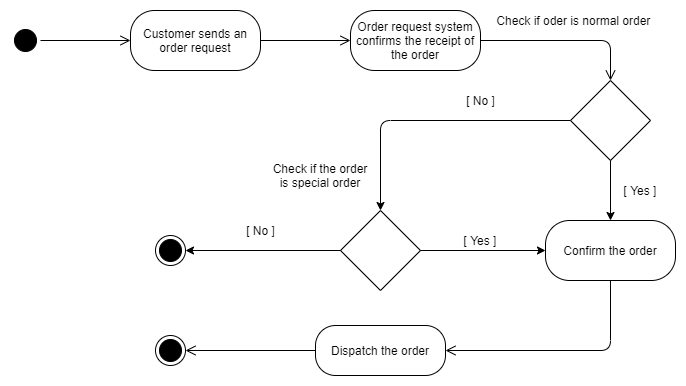 Customer sends an
order request
Order request system
confirms the receipt of
the order
Check if oder is normal order
[ No ]
[ Yes ]
Check if the order
is special order
[ No ]
[ Yes ]
Confirm the order
Dispatch the order